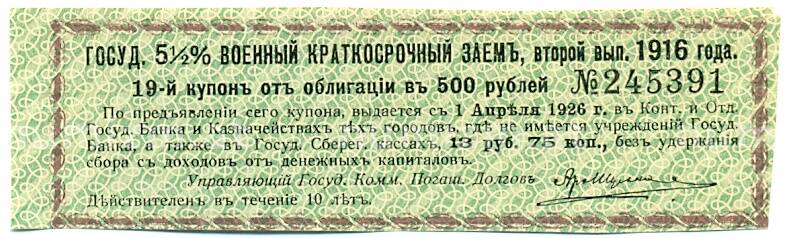 ГОСУД. 5½% ВОЕННЫЙ КРАТКОСРОЧНЫЙ ЗАЕМЪ, второй вып. 1916 года.
19-й купонъ отъ облигаціи въ 500 рублей №245391
По предъявленіи сего купона, выдается съ 1 Апрѣля 1926 г. въ Конт. и Отд.
Госуд. Банка и Казначействахъ тѣхъ городовъ, гдѣ не имѣется учрежденій Госуд.
Банка, а также въ Госуд. Сберег. кассахъ, 13 руб. 75 коп., безъ удержанія
сбора съ доходовъ отъ денежныхъ капиталовъ.
Управляющій Госуд. Комм. Погаш. Долговъ
Дѣйствителенъ въ теченіе 10 лѣтъ.